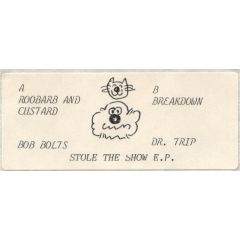 A
ROOBARB AND
CUSTARD
B
BREAKDOWN
BOB BOLTS
DR. TRIP
STOLE THE SHOW E.P.